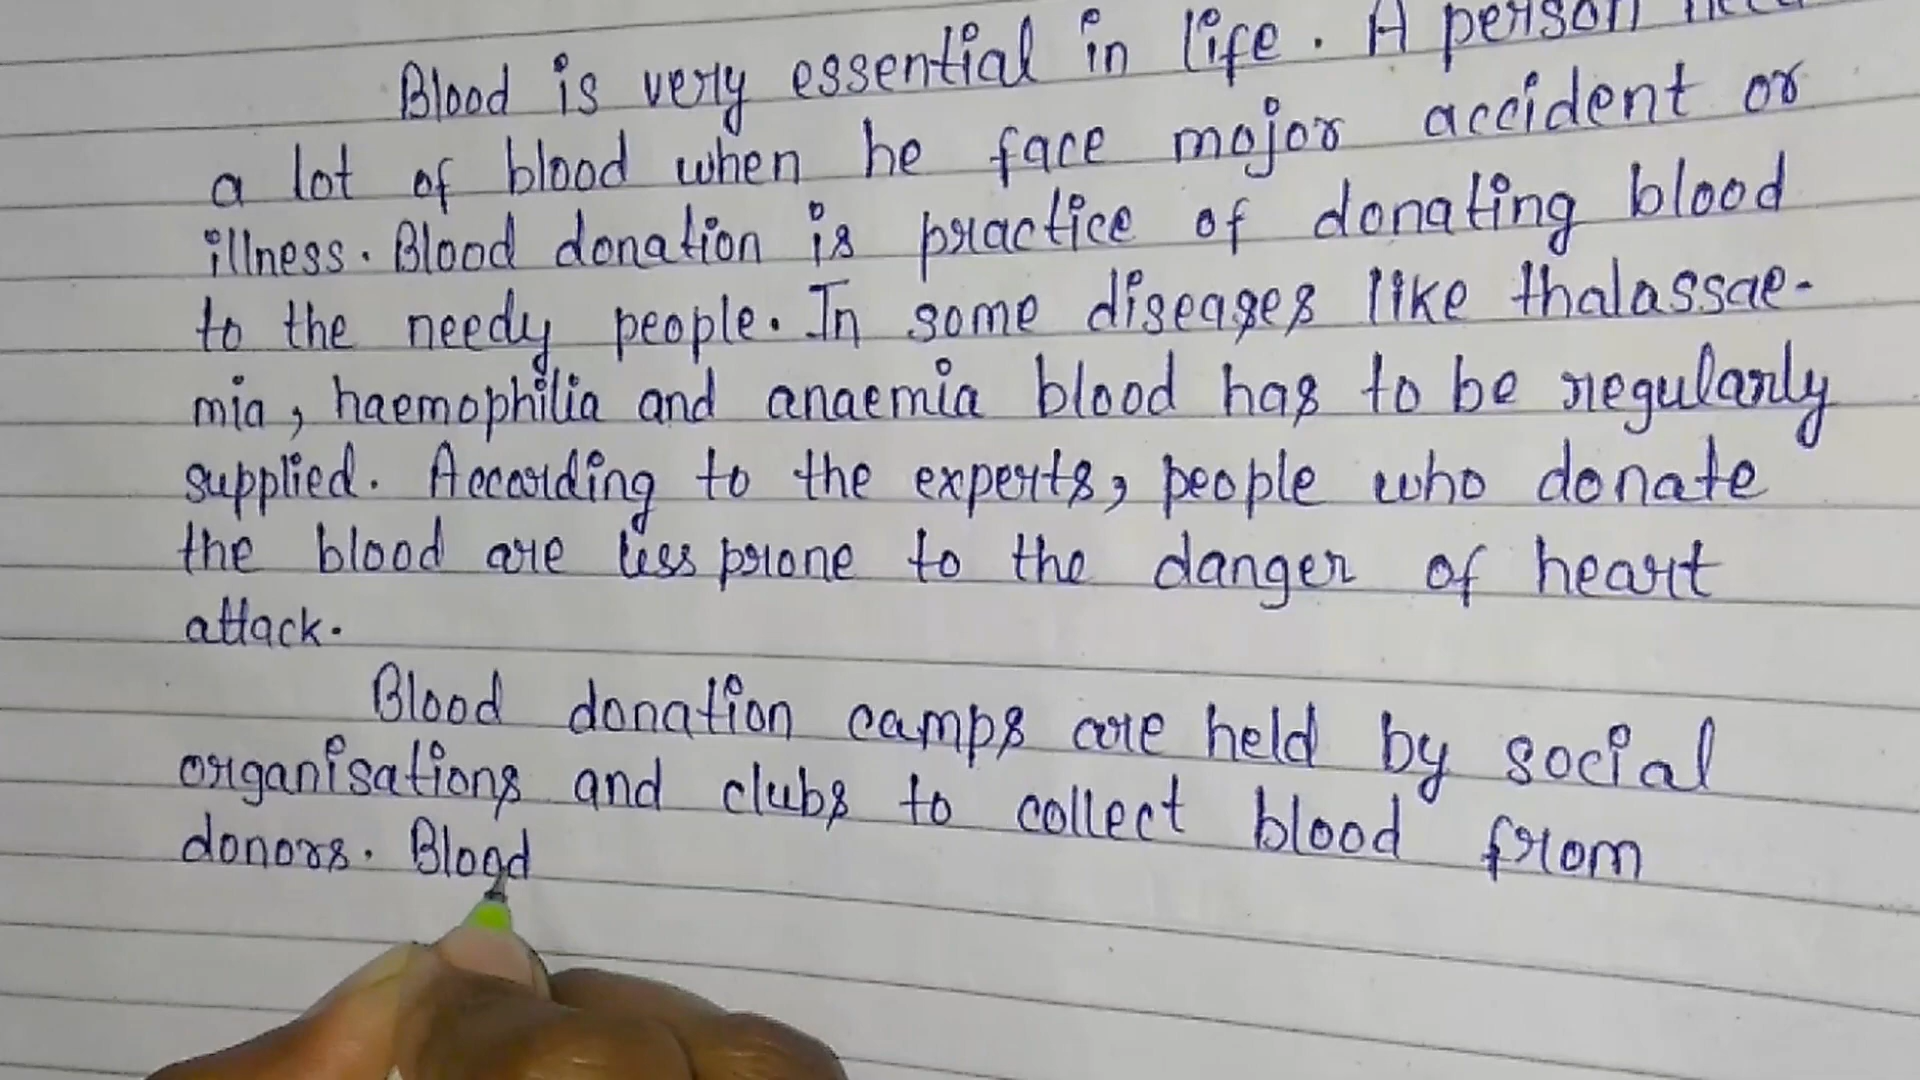 Blood is very essential in life. A person
a lot of blood when he face major accident or
illness. Blood donation is practice of donating blood
to the needy people. In some diseases like thalassae-
mia, haemophilia and anaemia blood has to be regularly
supplied. According to the experts, people who donate
the blood are less prone to the danger of heart
attack.
Blood donation camps are held by social
organisations and clubs to collect blood from
donors. Blood